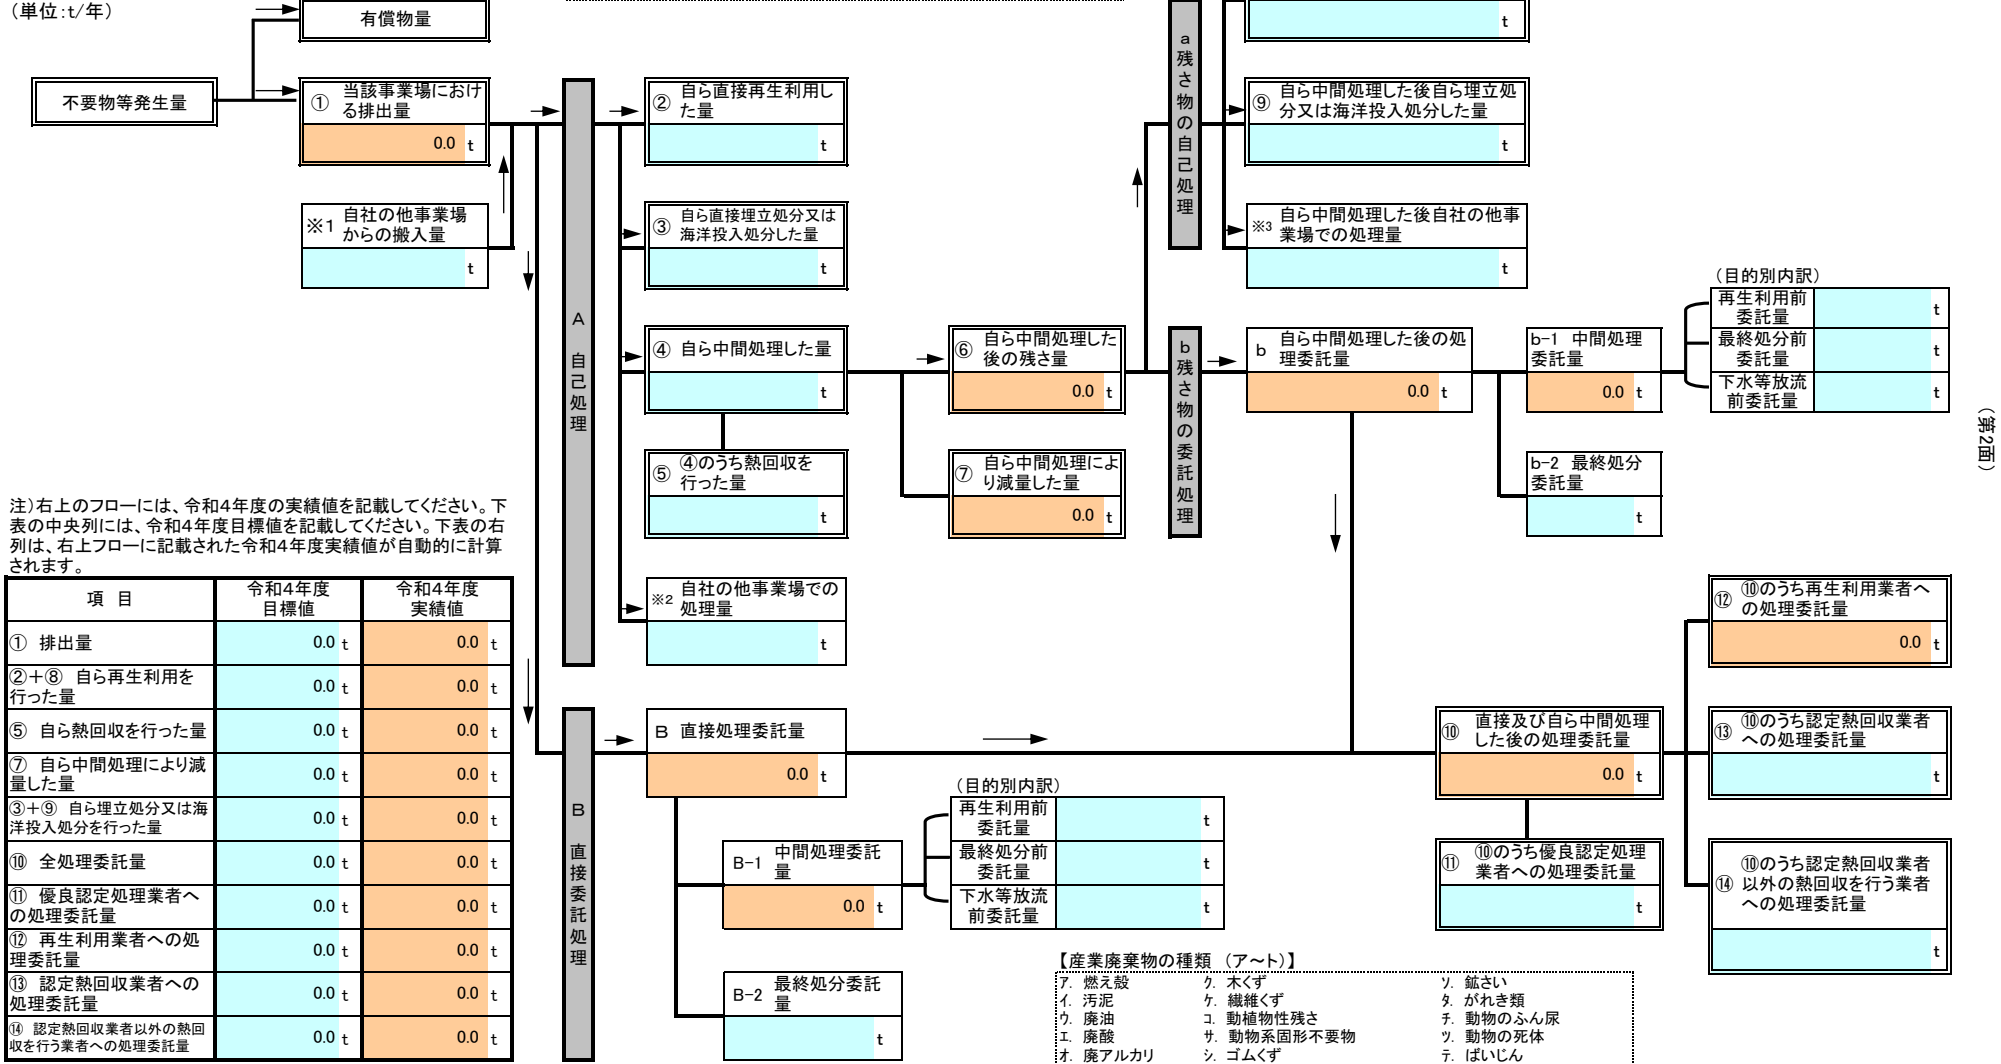 （単位：t/年）
有償物量
不要物等発生量
① 当該事業場におけ
る排出量
0.0 t
※1 自社の他事業場
からの搬入量
t
A 自己処理
② 自ら直接再生利用し
た量
t
③ 自ら直接埋立処分又は
海洋投入処分した量
t
④ 自ら中間処理した量
t
⑤ ④のうち熱回収を
行った量
t
※2 自社の他事業場での
処理量
t
⑥ 自ら中間処理した
後の残さ量
0.0 t
⑦ 自ら中間処理によ
り減量した量
0.0 t
a 残さ物の自己処理
t
⑨ 自ら中間処理した後自ら埋立処
分又は海洋投入処分した量
t
※3 自ら中間処理した後自社の他事
業場での処理量
t
b 残さ物の委託処理
b 自ら中間処理した後の処
理委託量
0.0 t
b-1 中間処理
委託量
0.0 t
b-2 最終処分
委託量
t
（目的別内訳）
再生利用前
委託量
t
最終処分前
委託量
t
下水等放流
前委託量
t
（第2面）
注）右上のフローには、令和4年度の実績値を記載してください。下
表の中央列には、令和4年度目標値を記載してください。下表の右
列は、右上フローに記載された令和4年度実績値が自動的に計算
されます。
項 目 令和4年度
目標値 令和4年度
実績値
① 排出量 0.0 t 0.0 t
②＋⑧ 自ら再生利用を
行った量 0.0 t 0.0 t
⑤ 自ら熱回収を行った量 0.0 t 0.0 t
⑦ 自ら中間処理により減
量した量 0.0 t 0.0 t
③＋⑨ 自ら埋立処分又は海
洋投入処分を行った量 0.0 t 0.0 t
⑩ 全処理委託量 0.0 t 0.0 t
⑪ 優良認定処理業者へ
の処理委託量 0.0 t 0.0 t
⑫ 再生利用業者への処
理委託量 0.0 t 0.0 t
⑬ 認定熱回収業者への
処理委託量 0.0 t 0.0 t
⑭ 認定熱回収業者以外の熱回
収を行う業者への処理委託量 0.0 t 0.0 t
B 直接委託処理
B 直接処理委託量
0.0 t
B-1 中間処理委託
量
0.0 t
B-2 最終処分委託
量
t
（目的別内訳）
再生利用前
委託量
t
最終処分前
委託量
t
下水等放流
前委託量
t
⑩ 直接及び自ら中間処理
した後の処理委託量
0.0 t
⑪ ⑩のうち優良認定処理
業者への処理委託量
t
⑫ ⑩のうち再生利用業者へ
の処理委託量
0.0 t
⑬ ⑩のうち認定熱回収業者
への処理委託量
t
⑭ ⑩のうち認定熱回収業者
以外の熱回収を行う業者
への処理委託量
t
【産業廃棄物の種類 （ア～ト）】
ア. 燃え殻 ク. 木くず ソ. 鉱さい
イ. 汚泥 ケ. 繊維くず タ. がれき類
ウ. 廃油 コ. 動植物性残さ チ. 動物のふん尿
エ. 廃酸 サ. 動物系固形不要物 ツ. 動物の死体
オ. 廃アルカリ シ. ゴムくず テ. ばいじん